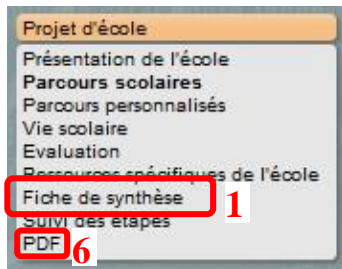 Projet d'école
Présentation de l'école
Parcours scolaires
Parcours personnalisés
Vie scolaire
Evaluation
Ressources spécifiques de l'école
Fiche de synthèse 1
Suivi des étapes
PDF 6